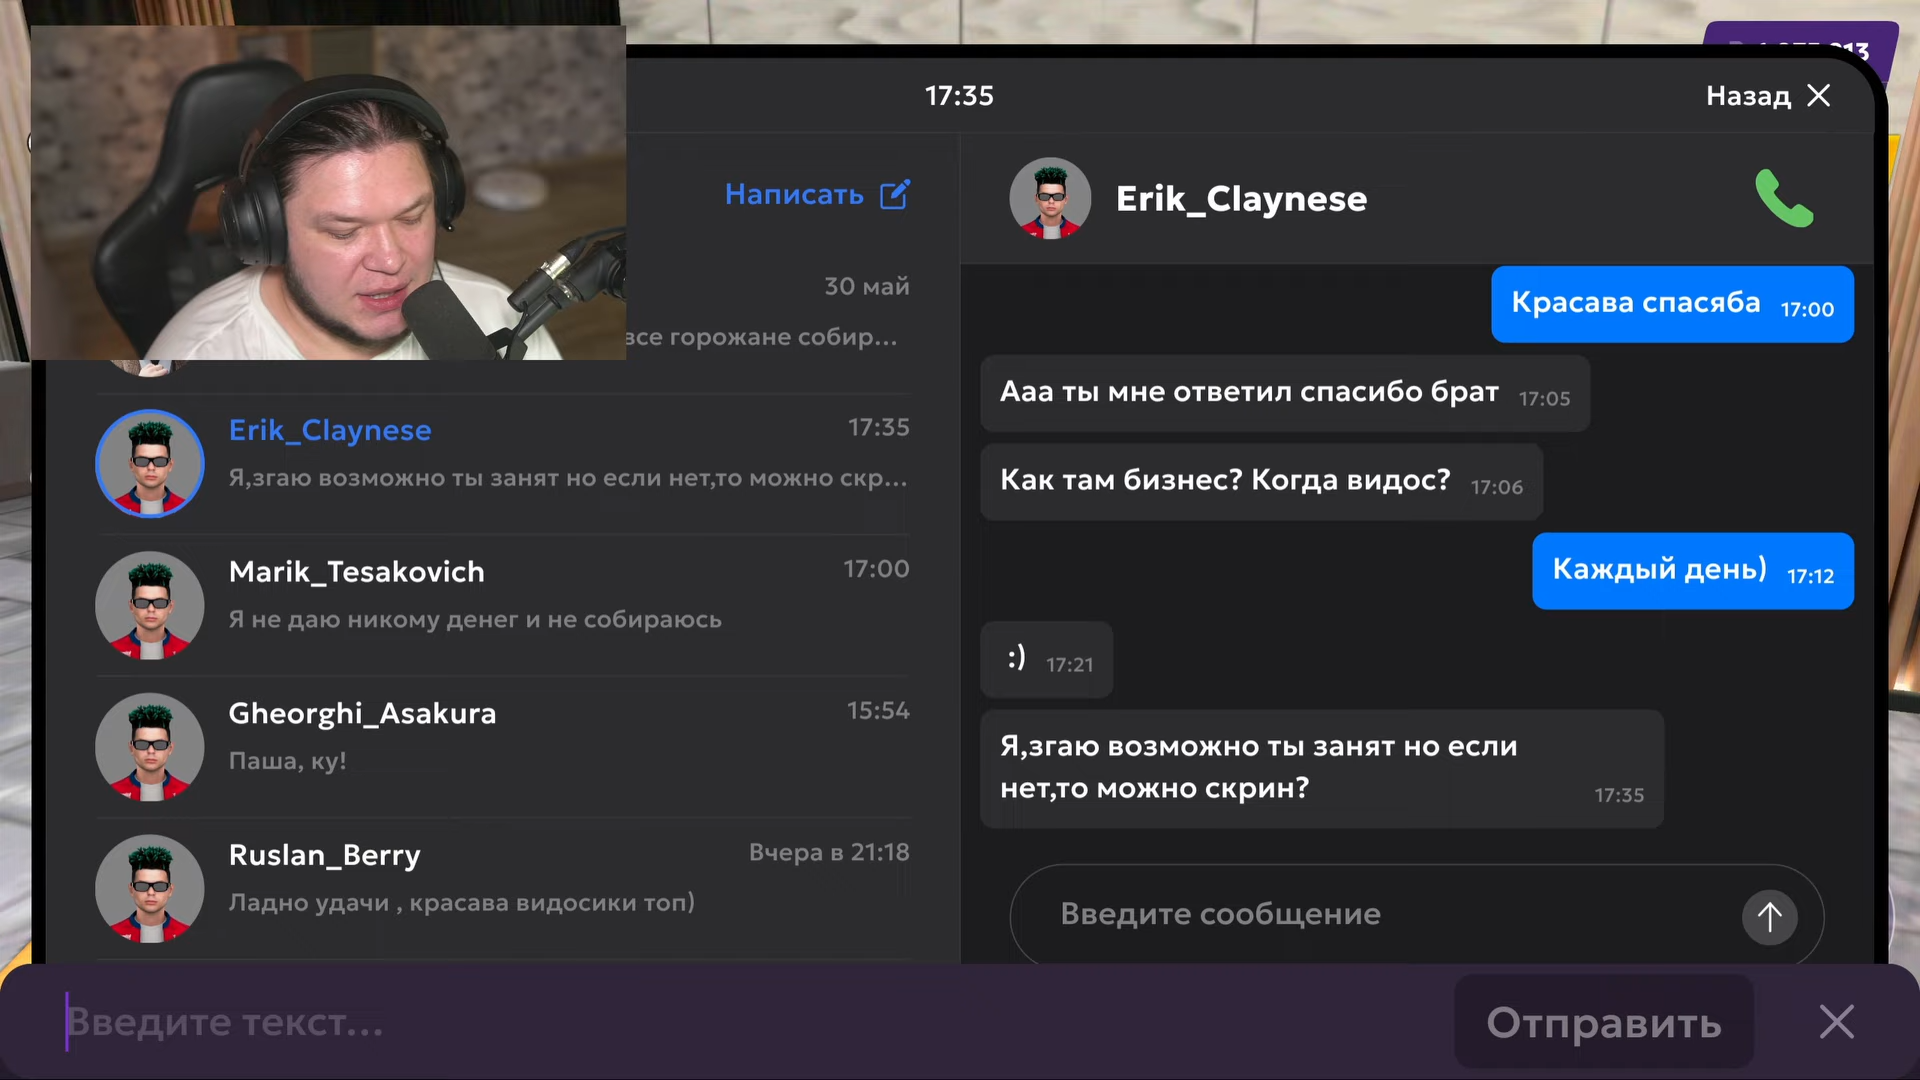 13
17:35
Назад
Написать
30 май
все горожане собир...
Erik_Claynese
17:35
Я,згаю возможно ты занят но если нет,то можно скр...
Marik_Tesakovich
17:00
Я не даю никому денег и не собираюсь
Gheorghi_Asakura
15:54
Паша, ку!
Ruslan_Berry
Вчера в 21:18
Ладно удачи , красава видосики топ)
Erik_Claynese
Красава спасяба 17:00
Ааа ты мне ответил спасибо брат 17:05
Как там бизнес? Когда видос? 17:06
Каждый день) 17:12
:) 17:21
Я,згаю возможно ты занят но если
нет,то можно скрин? 17:35
Введите сообщение
Введите текст...
Отправить